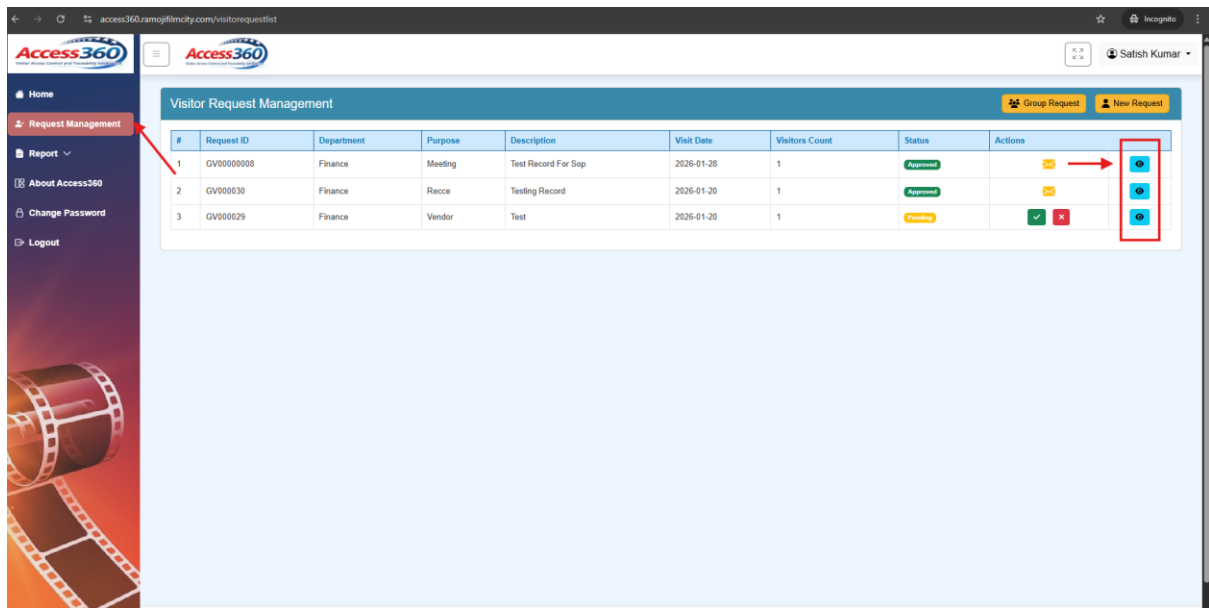 access360.ramojifilmcity.com/visitorequestlist
Incognito
Access360
Access360
Satish Kumar
Home
Request Management
Report
About Access360
Change Password
Logout
Visitor Request Management
Group Request
New Request
# Request ID Department Purpose Description Visit Date Visitors Count Status Actions
1 GV00000008 Finance Meeting Test Record For Sop 2026-01-28 1 Approved
2 GV000030 Finance Recce Testing Record 2026-01-20 1 Approved
3 GV000029 Finance Vendor Test 2026-01-20 1 Pending